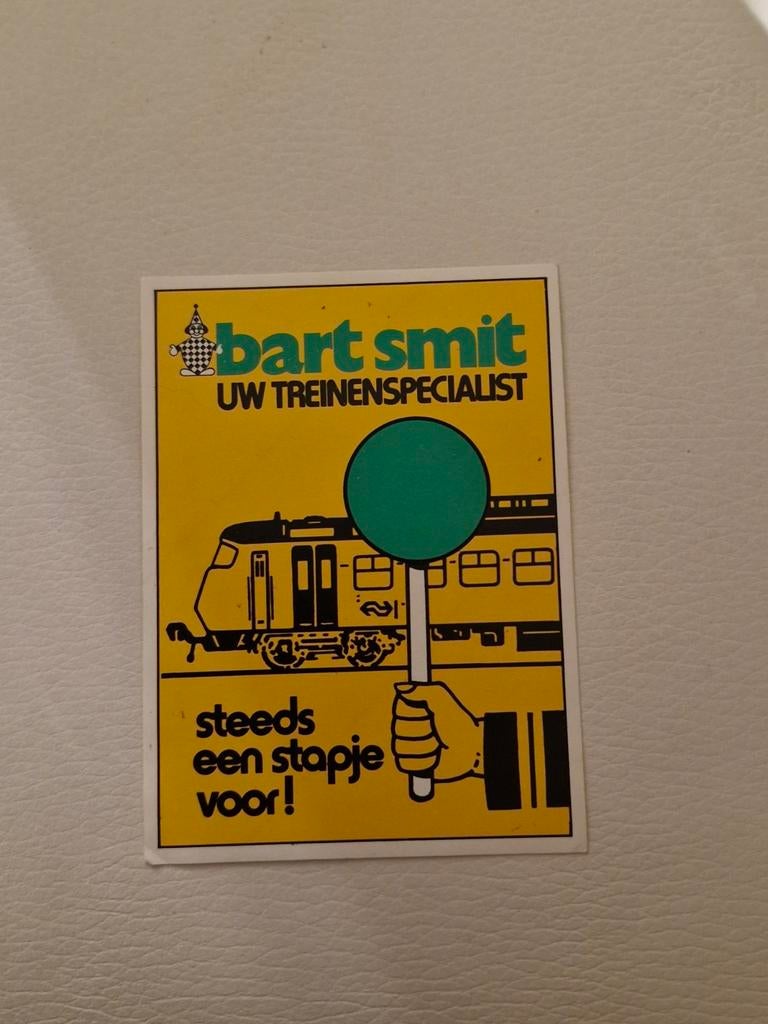 bart smit
UW TREINENSPECIALIST
steeds
een stapje
voor!